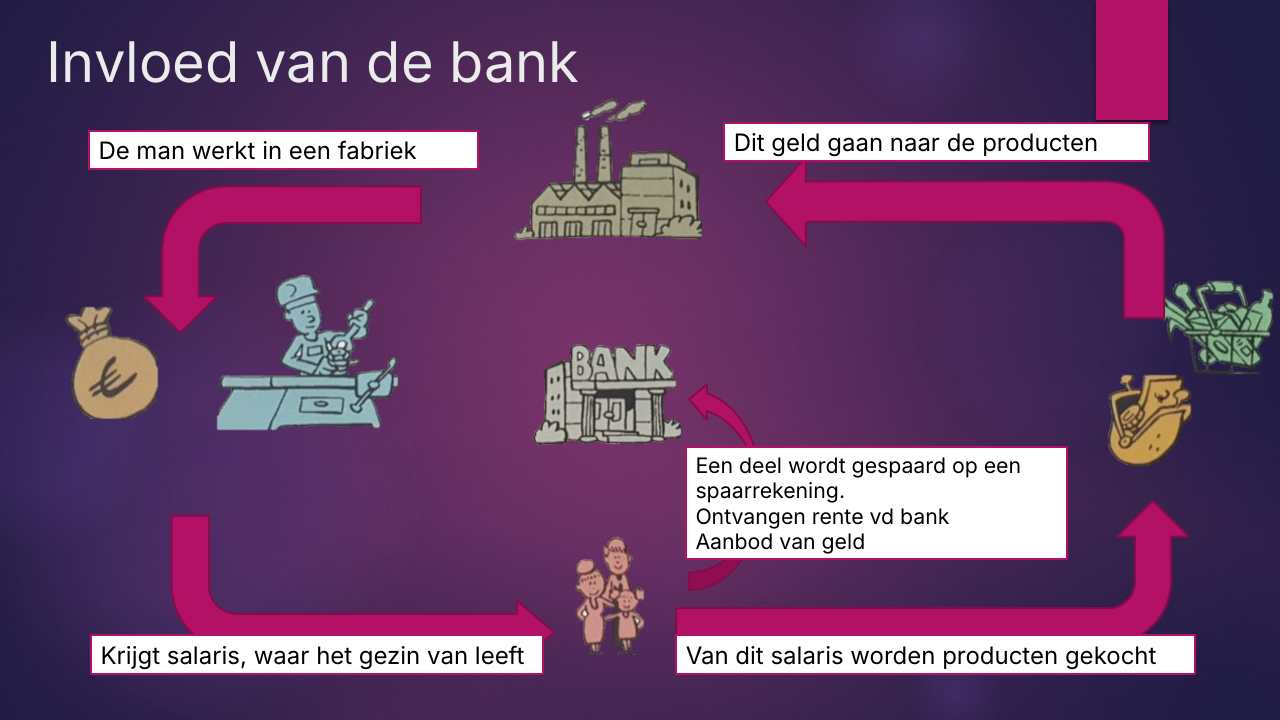 Invloed van de bank
De man werkt in een fabriek
Dit geld gaan naar de producten
€
BANK
Een deel wordt gespaard op een
spaarrekening.
Ontvangen rente vd bank
Aanbod van geld
Krijgt salaris, waar het gezin van leeft
Van dit salaris worden producten gekocht